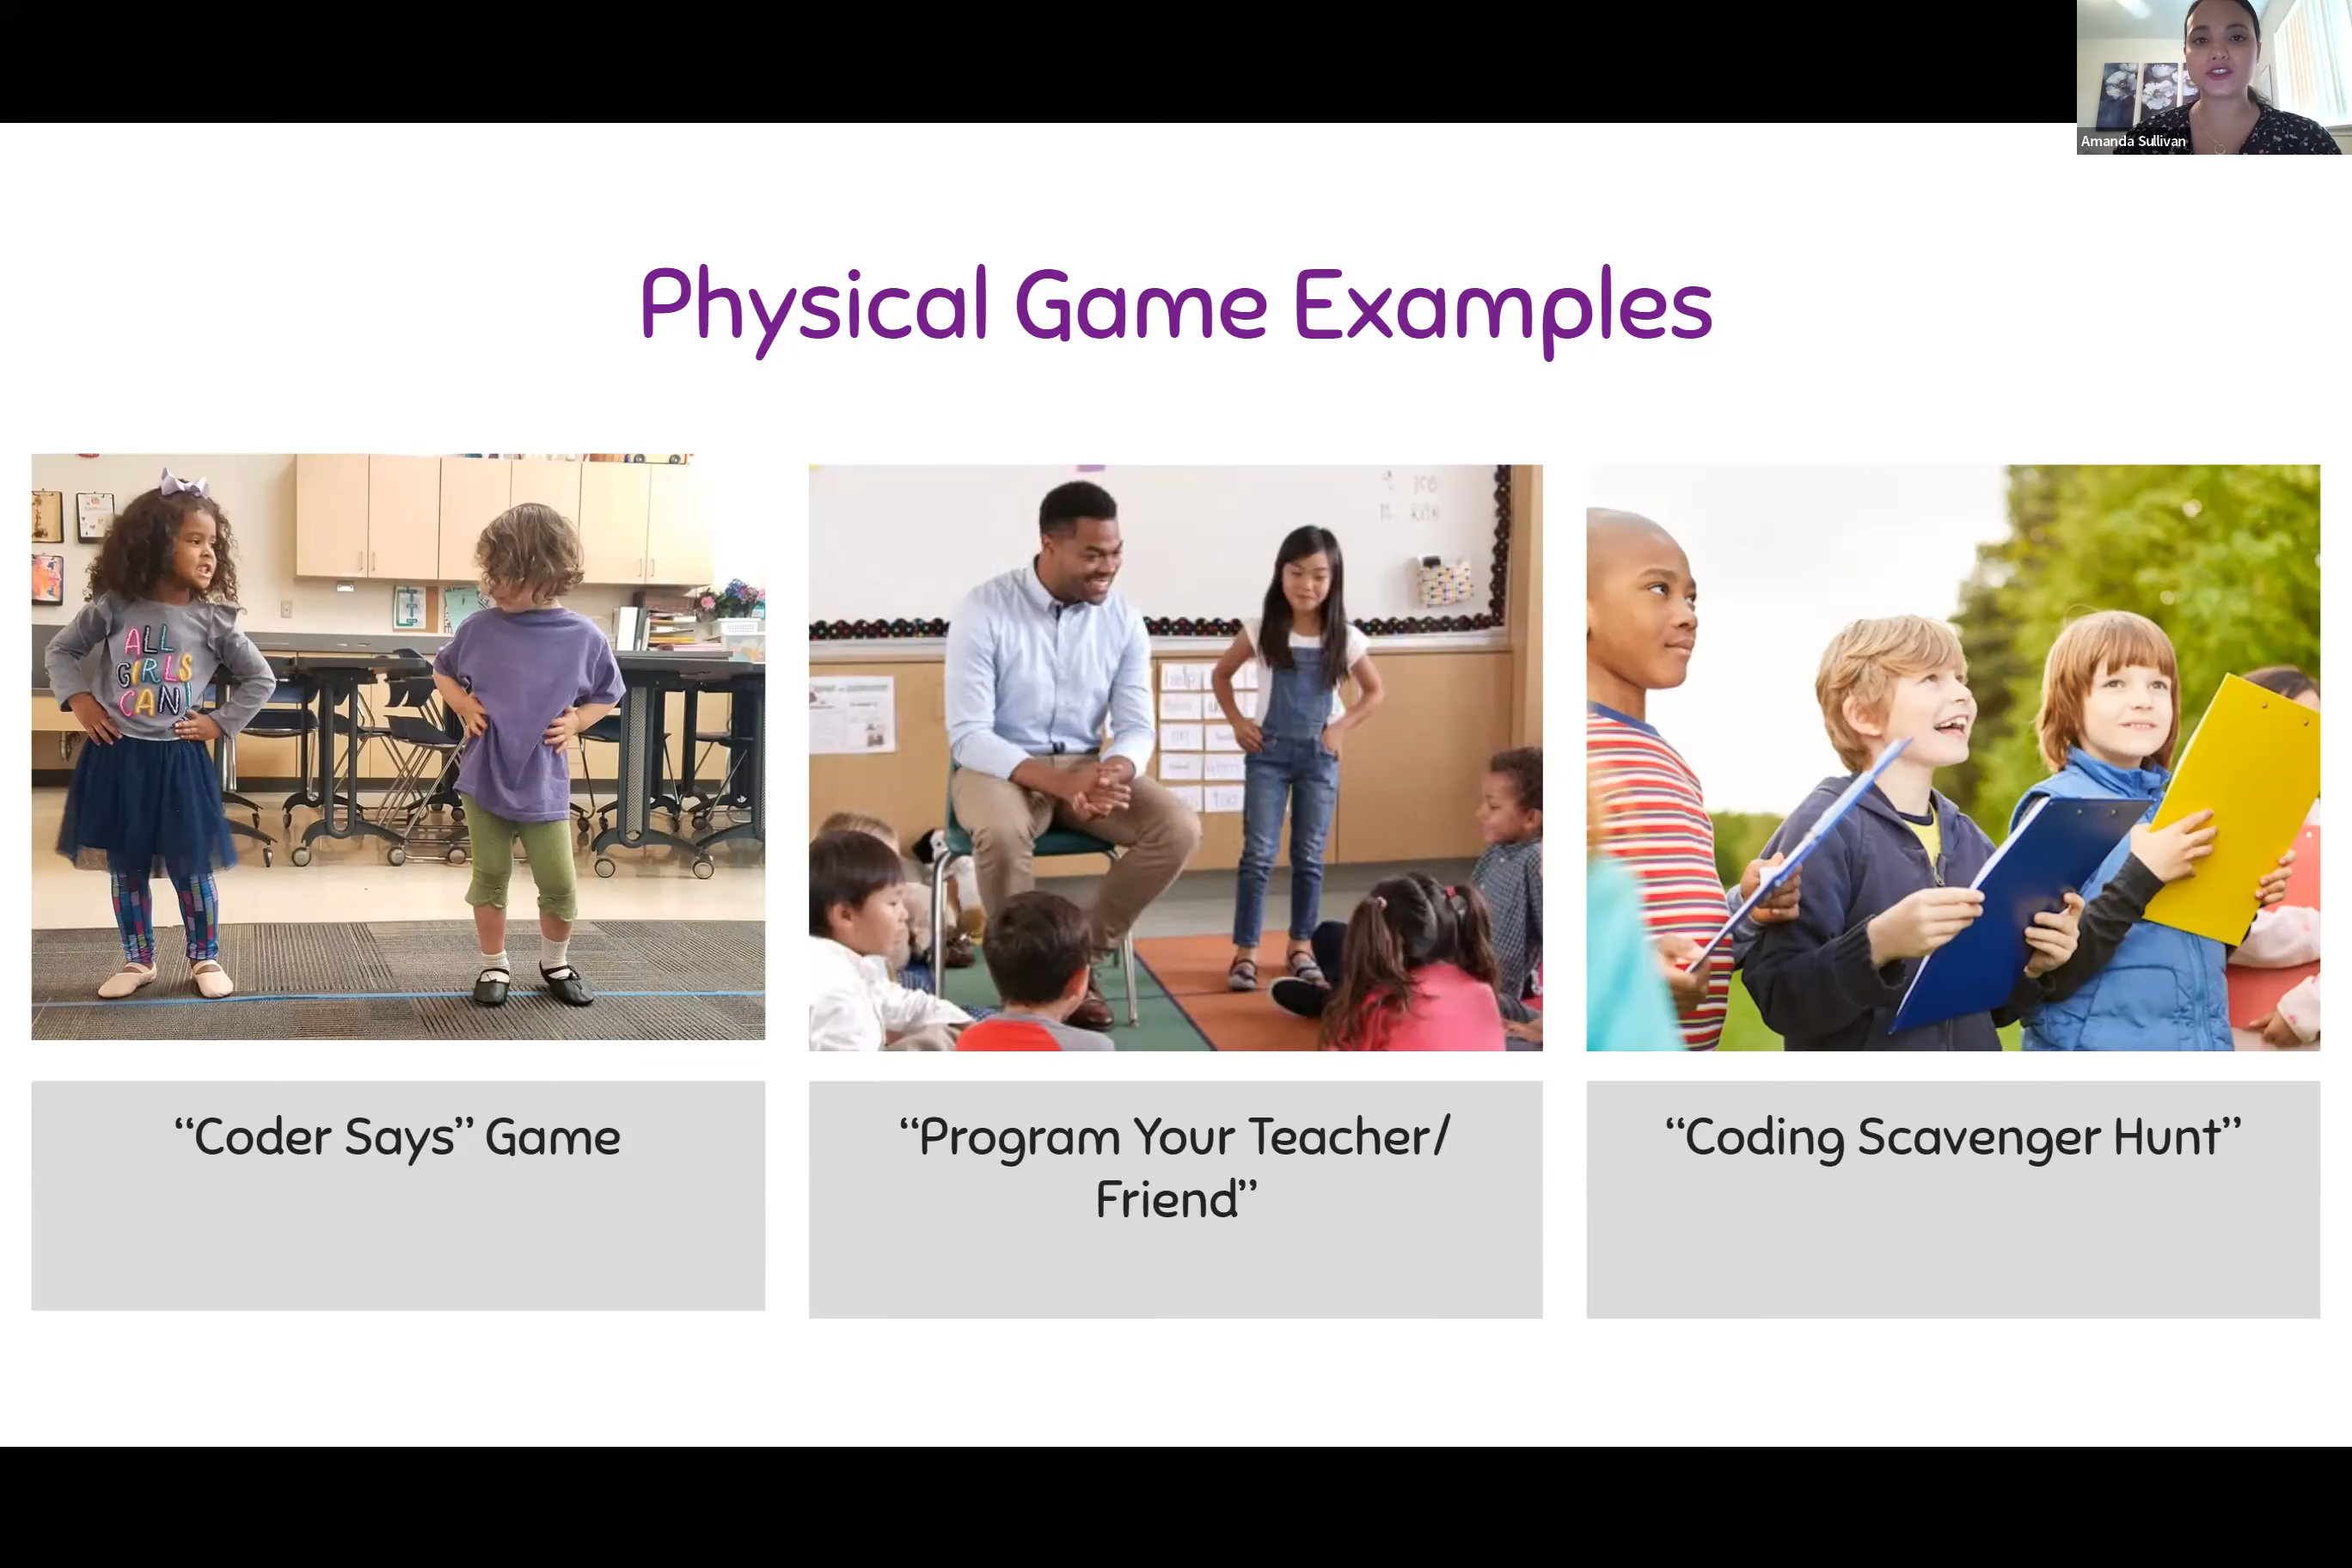 Amanda Sullivan
Physical Game Examples
ALL
GIRLS
CAN!
“Coder Says” Game
“Program Your Teacher/
Friend”
“Coding Scavenger Hunt”